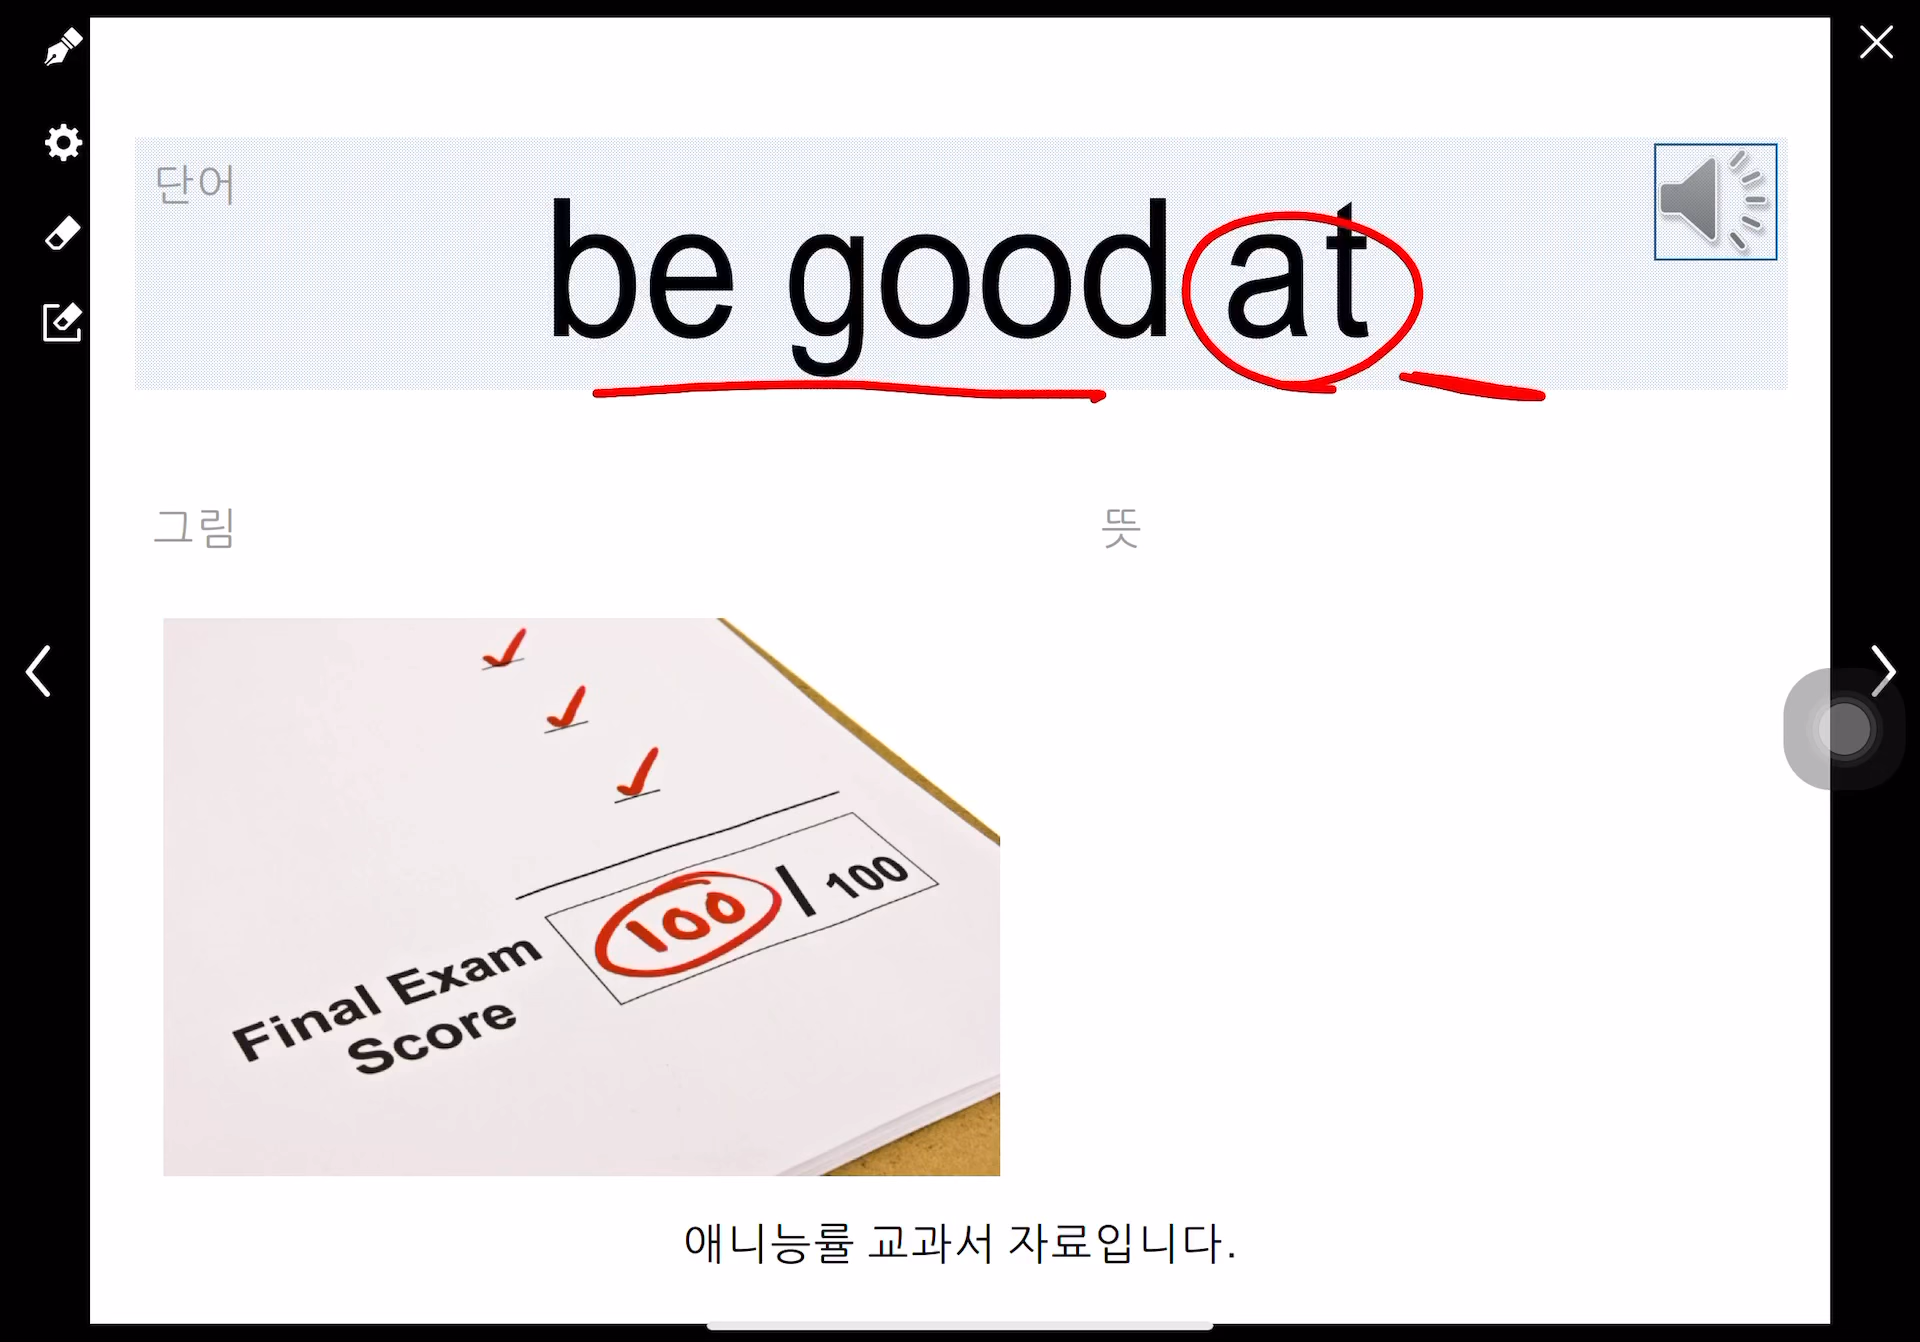 단어
be good at
그림
뜻
100 / 100
Final Exam
Score
애니능률 교과서 자료입니다.